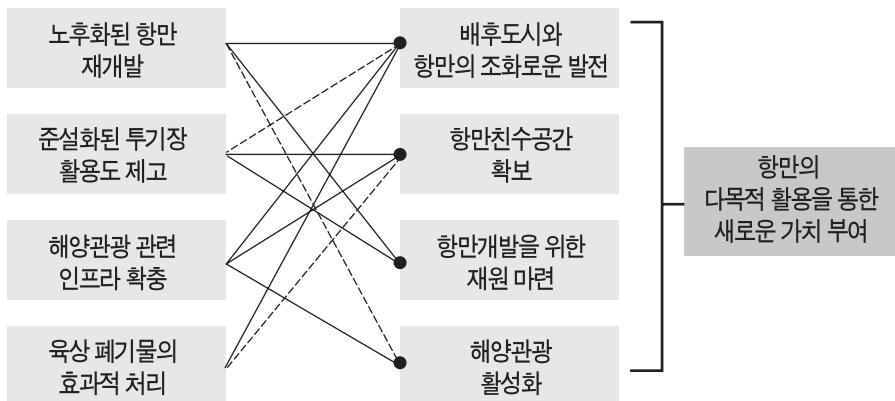 노후화된 항만
재개발
준설화된 투기장
활용도 제고
해양관광 관련
인프라 확충
육상 폐기물의
효과적 처리
배후도시와
항만의 조화로운 발전
항만친수공간
확보
항만개발을 위한
재원 마련
해양관광
활성화
항만의
다목적 활용을 통한
새로운 가치 부여